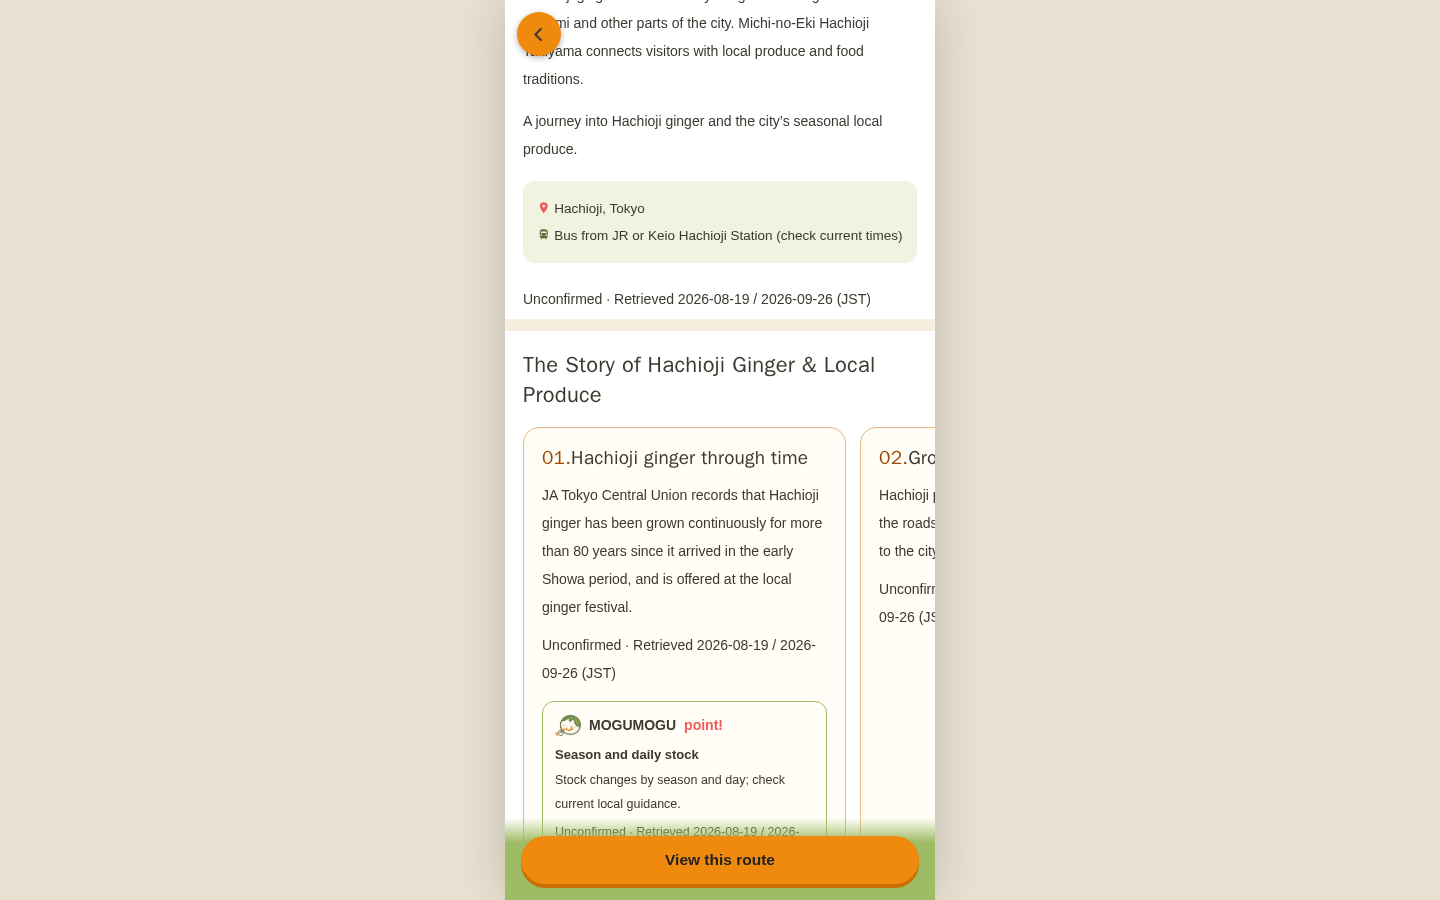 mi and other parts of the city. Michi-no-Eki Hachioji
yama connects visitors with local produce and food
traditions.
A journey into Hachioji ginger and the city’s seasonal local
produce.
Hachioji, Tokyo
Bus from JR or Keio Hachioji Station (check current times)
Unconfirmed · Retrieved 2026-08-19 / 2026-09-26 (JST)
The Story of Hachioji Ginger & Local
Produce
01.Hachioji ginger through time
JA Tokyo Central Union records that Hachioji
ginger has been grown continuously for more
than 80 years since it arrived in the early
Showa period, and is offered at the local
ginger festival.
Unconfirmed · Retrieved 2026-08-19 / 2026-
09-26 (JST)
MOGUMOGU point!
Season and daily stock
Stock changes by season and day; check
current local guidance.
Unconfirmed · Retrieved 2026-08-19 / 2026-
02.Gro
Hachioji
the roads
to the city
Unconfir
09-26 (JS
View this route